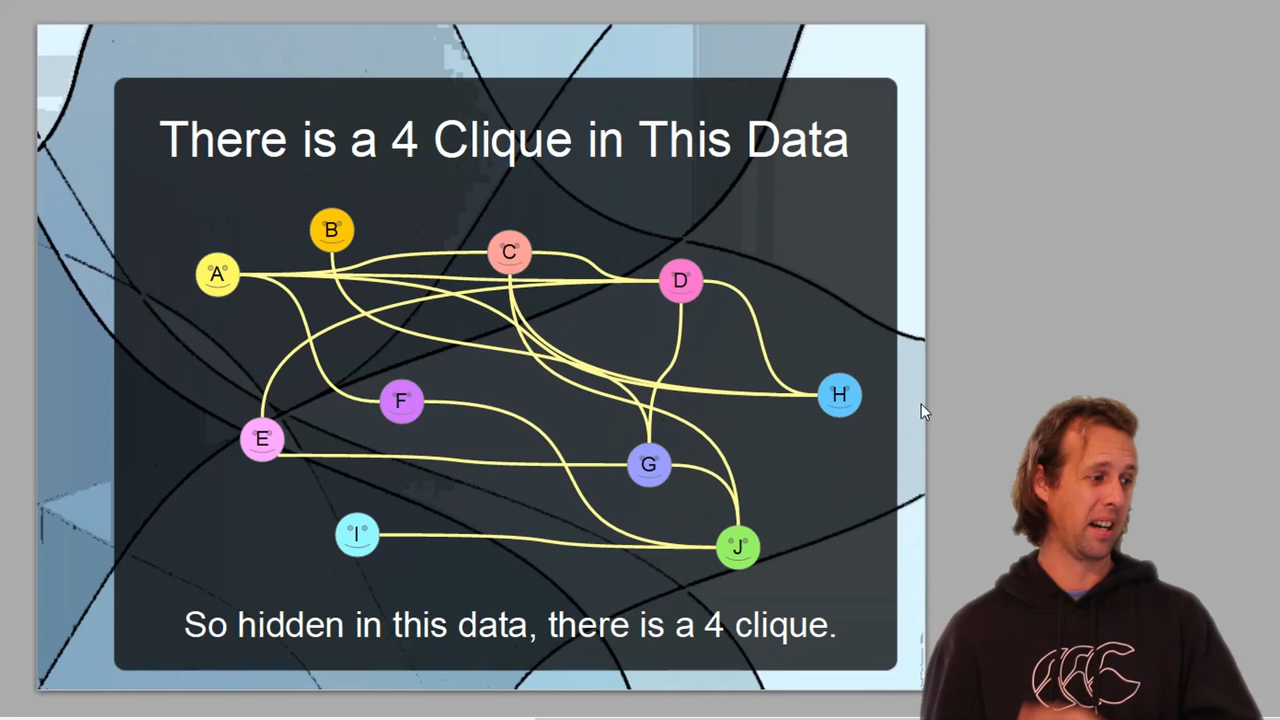 There is a 4 Clique in This Data
B
C
A
D
H
F
E
G
I
J
So hidden in this data, there is a 4 clique.